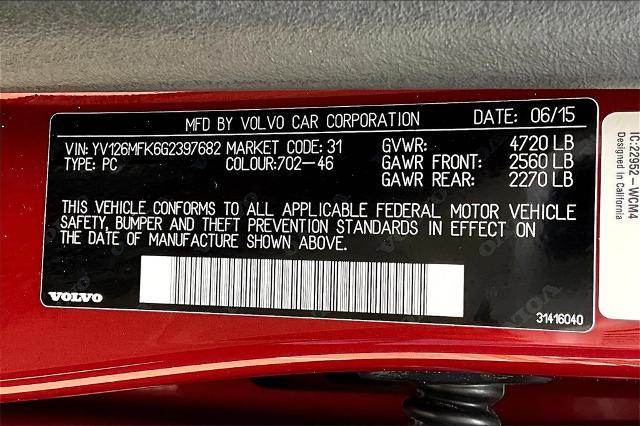 MFD BY VOLVO CAR CORPORATION DATE: 06/15
VIN: YV126MFK6G2397682 MARKET CODE: 31 GVWR: 4720 LB
TYPE: PC COLOUR:702-46 GAWR FRONT: 2560 LB
GAWR REAR: 2270 LB
THIS VEHICLE CONFORMS TO ALL APPLICABLE FEDERAL MOTOR VEHICLE
SAFETY, BUMPER AND THEFT PREVENTION STANDARDS IN EFFECT ON
THE DATE OF MANUFACTURE SHOWN ABOVE.
VOLVO
31416040
IC:22952-WCM4
Designed in California